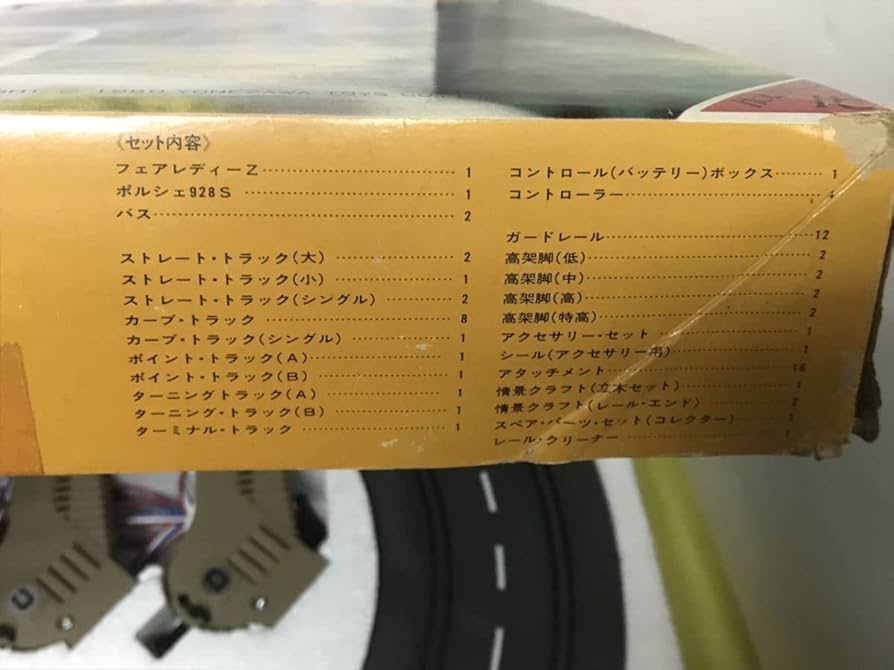 © 1980 YONEZAWA TOYS
《セット内容》
フェアレディーZ 1
ポルシェ928S 1
バス 2
ストレート・トラック(大) 2
ストレート・トラック(小) 1
ストレート・トラック(シングル) 2
カーブ・トラック 8
カーブ・トラック(シングル) 1
ポイント・トラック(A) 1
ポイント・トラック(B) 1
ターニングトラック(A) 1
ターニング・トラック(B) 1
ターミナル・トラック 1
コントロール(バッテリー)ボックス 1
コントローラー
ガードレール 12
高架脚(低) 2
高架脚(中) 2
高架脚(高) 2
高架脚(特高) 2
アクセサリー・セット 1
シール(アクセサリー用) 1
アタッチメント 16
情景クラフト(立木セット) 1
情景クラフト(レール・エンド) 2
スペア・パーツ・セット(コレクター) 1
レール・クリーナー 1